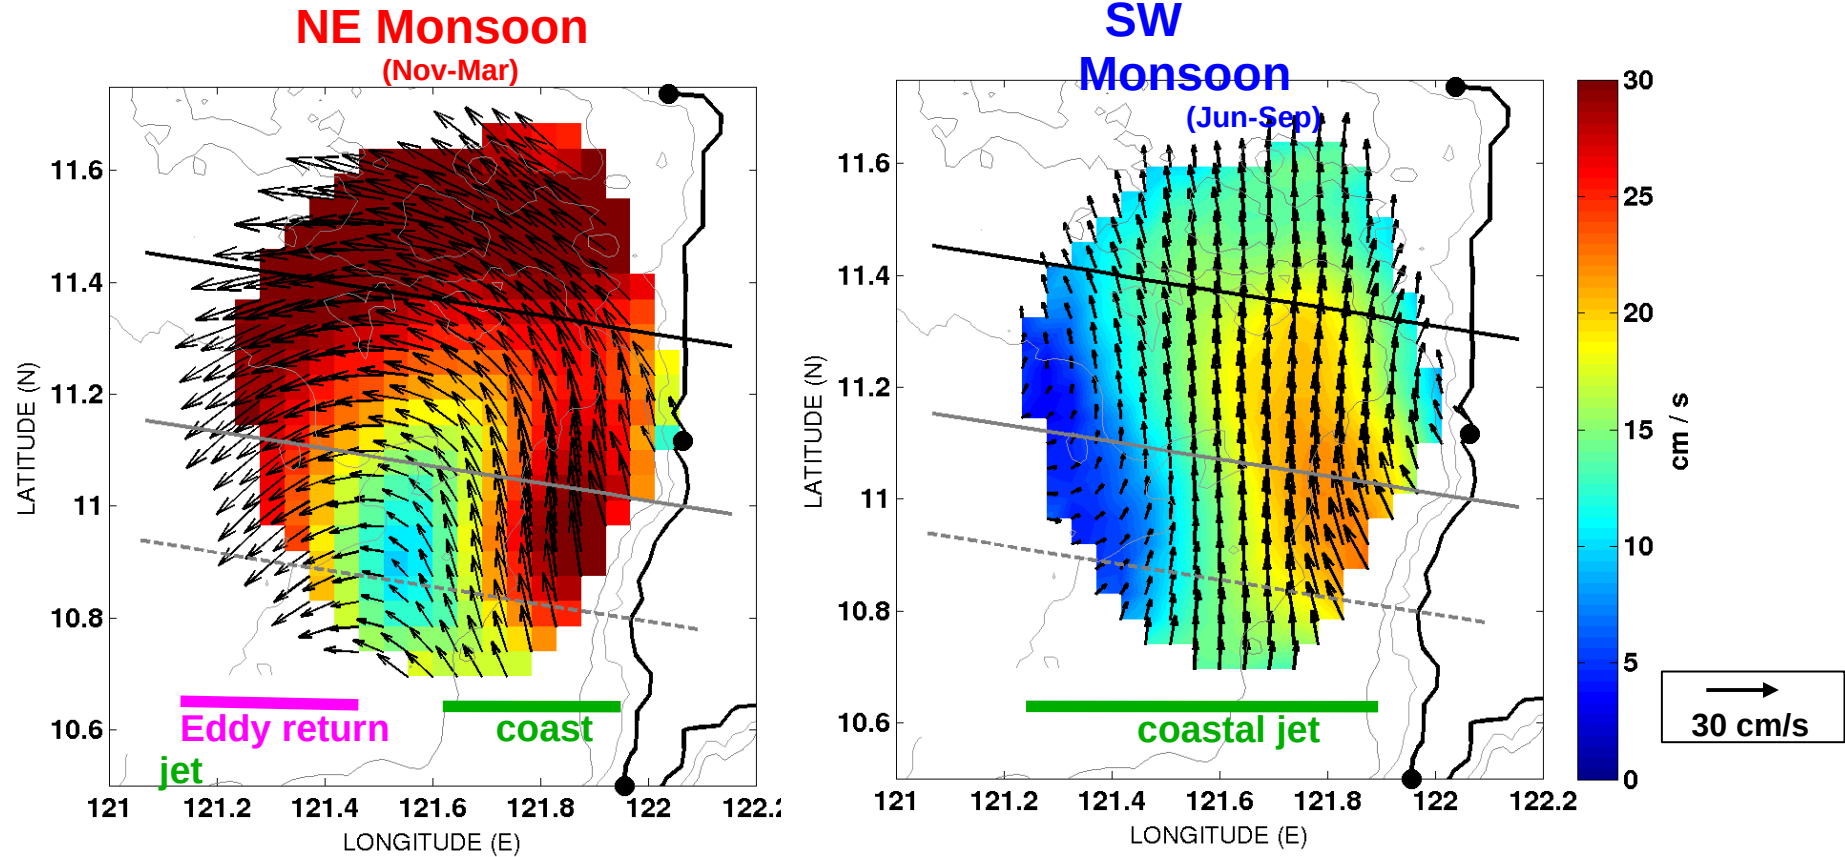 NE Monsoon
(Nov-Mar)
11.6
11.4
11.2
11
10.8
10.6
LATITUDE (N)
121
121.2
121.4
121.6
121.8
122
122.2
LONGITUDE (E)
Eddy return
coast
jet
SW
Monsoon
(Jun-Sep)
11.6
11.4
11.2
11
10.8
10.6
LATITUDE (N)
121
121.2
121.4
121.6
121.8
122
122.2
LONGITUDE (E)
coastal jet
30
25
20
15
10
5
0
cm / s
30 cm/s